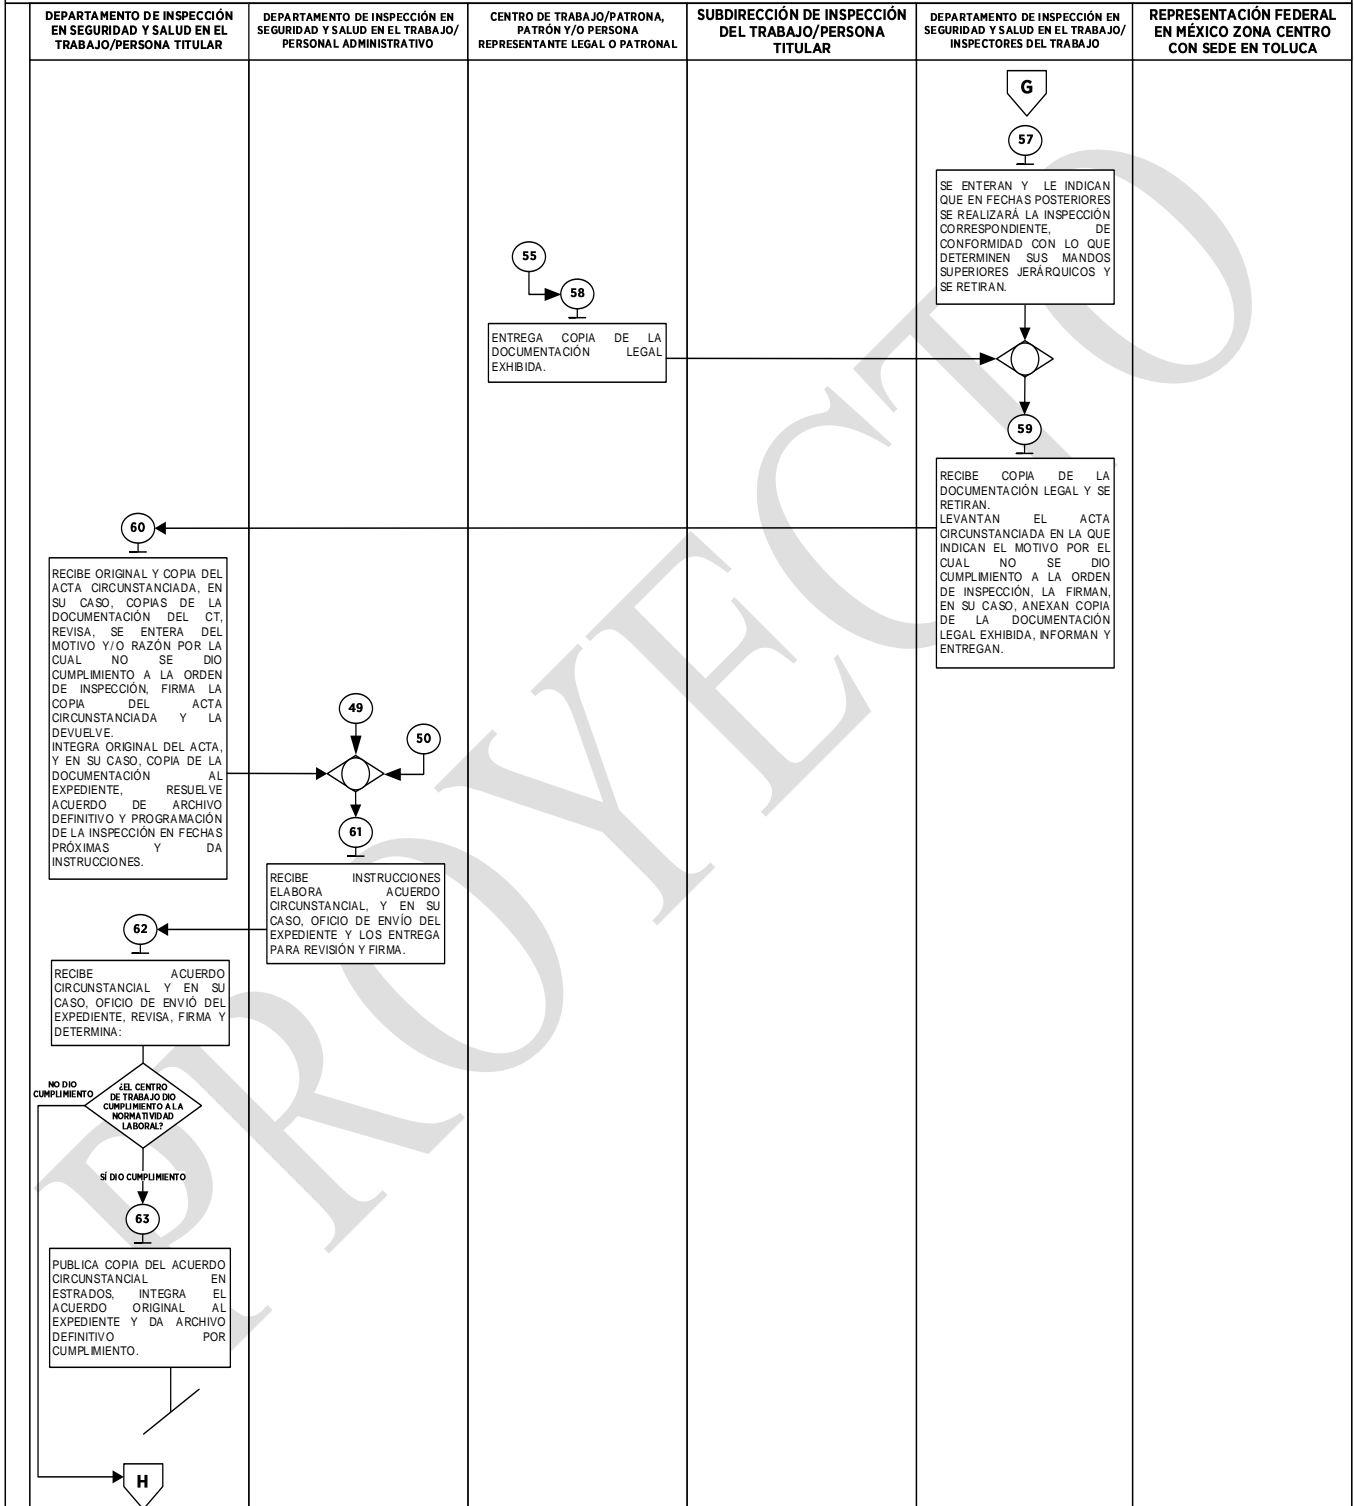 DEPARTAMENTO DE INSPECCIÓN
EN SEGURIDAD Y SALUD EN EL
TRABAJO/PERSONA TITULAR
DEPARTAMENTO DE INSPECCIÓN EN
SEGURIDAD Y SALUD EN EL TRABAJO/
PERSONAL ADMINISTRATIVO
CENTRO DE TRABAJO/PATRONA,
PATRÓN Y/O PERSONA
REPRESENTANTE LEGAL O PATRONAL
SUBDIRECCIÓN DE INSPECCIÓN
DEL TRABAJO/PERSONA
TITULAR
DEPARTAMENTO DE INSPECCIÓN EN
SEGURIDAD Y SALUD EN EL TRABAJO/
INSPECTORES DEL TRABAJO
REPRESENTACIÓN FEDERAL
EN MÉXICO ZONA CENTRO
CON SEDE EN TOLUCA
G
57
SE ENTERAN Y LE INDICAN
QUE EN FECHAS POSTERIORES
SE REALIZARÁ LA INSPECCIÓN
CORRESPONDIENTE, DE
CONFORMIDAD CON LO QUE
DETERMINEN SUS MANDOS
SUPERIORES JERÁRQUICOS Y
SE RETIRAN.
55
58
ENTREGA COPIA DE LA
DOCUMENTACIÓN LEGAL
EXHIBIDA.
59
RECIBE COPIA DE LA
DOCUMENTACIÓN LEGAL Y SE
RETIRAN.
LEVANTAN EL ACTA
CIRCUNSTANCIADA EN LA QUE
INDICAN EL MOTIVO POR EL
CUAL NO SE DIO
CUMPLIMIENTO A LA ORDEN
DE INSPECCIÓN, LA FIRMAN,
EN SU CASO, ANEXAN COPIA
DE LA DOCUMENTACIÓN
LEGAL EXHIBIDA, INFORMAN Y
ENTREGAN.
60
RECIBE ORIGINAL Y COPIA DEL
ACTA CIRCUNSTANCIADA, EN
SU CASO, COPIAS DE LA
DOCUMENTACIÓN DEL CT,
REVISA, SE ENTERA DEL
MOTIVO Y/O RAZÓN POR LA
CUAL NO SE DIO
CUMPLIMIENTO A LA ORDEN
DE INSPECCIÓN, FIRMA LA
COPIA DEL ACTA
CIRCUNSTANCIADA Y LA
DEVUELVE.
INTEGRA ORIGINAL DEL ACTA,
Y EN SU CASO, COPIA DE LA
DOCUMENTACIÓN AL
EXPEDIENTE, RESUELVE
ACUERDO DE ARCHIVO
DEFINITIVO Y PROGRAMACIÓN
DE LA INSPECCIÓN EN FECHAS
PRÓXIMAS Y DA
INSTRUCCIONES.
49
50
61
RECIBE INSTRUCCIONES
ELABORA ACUERDO
CIRCUNSTANCIAL, Y EN SU
CASO, OFICIO DE ENVÍO DEL
EXPEDIENTE Y LOS ENTREGA
PARA REVISIÓN Y FIRMA.
62
RECIBE ACUERDO
CIRCUNSTANCIAL Y EN SU
CASO, OFICIO DE ENVIÓ DEL
EXPEDIENTE, REVISA, FIRMA Y
DETERMINA:
NO DIO
CUMPLIMIENTO
¿EL CENTRO
DE TRABAJO DIO
CUMPLIMIENTO A LA
NORMATIVIDAD
LABORAL?
SÍ DIO CUMPLIMIENTO
63
PUBLICA COPIA DEL ACUERDO
CIRCUNSTANCIAL EN
ESTRADOS, INTEGRA EL
ACUERDO ORIGINAL AL
EXPEDIENTE Y DA ARCHIVO
DEFINITIVO POR
CUMPLIMIENTO.
H
PROYECTO